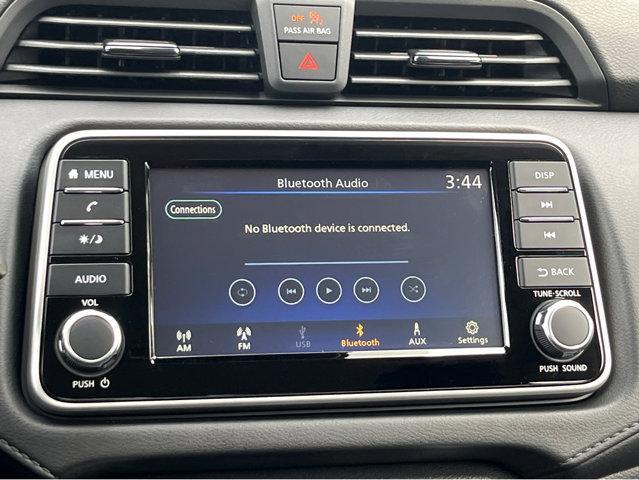 OFF
PASS AIR BAG
MENU
AUDIO
VOL
PUSH
Bluetooth Audio
3:44
Connections
No Bluetooth device is connected.
AM
FM
USB
Bluetooth
AUX
Settings
DISP
BACK
TUNE·SCROLL
PUSH SOUND